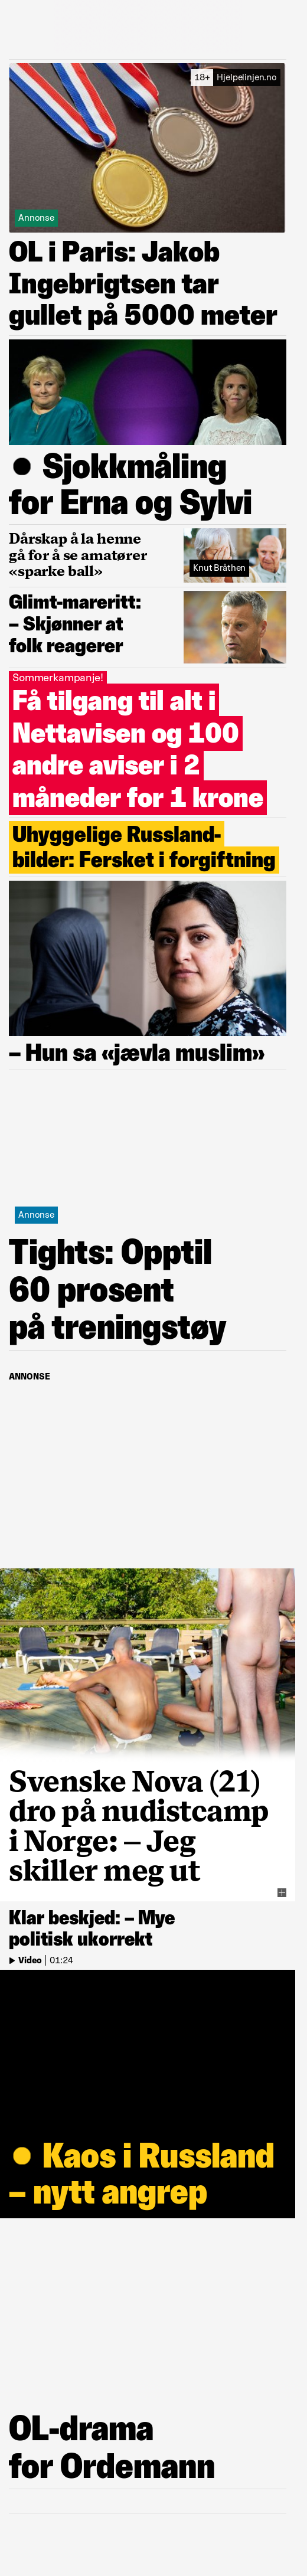 18+ Hjelpelinjen.no
Annonse
OL i Paris: Jakob
Ingebrigtsen tar
gullet på 5000 meter
● Sjokkmåling
for Erna og Sylvi
Dårskap å la henne
gå for å se amatører
«sparke ball»
Knut Bråthen
Glimt-mareritt:
– Skjønner at
folk reagerer
Sommerkampanje!
Få tilgang til alt i
Nettavisen og 100
andre aviser i 2
måneder for 1 krone
Uhyggelige Russland-
bilder: Fersket i forgiftning
– Hun sa «jævla muslim»
Annonse
Tights: Opptil
60 prosent
på treningstøy
ANNONSE
Svenske Nova (21)
dro på nudistcamp
i Norge: – Jeg
skiller meg ut
Klar beskjed: – Mye
politisk ukorrekt
Video | 01:24
● Kaos i Russland
– nytt angrep
OL-drama
for Ordemann